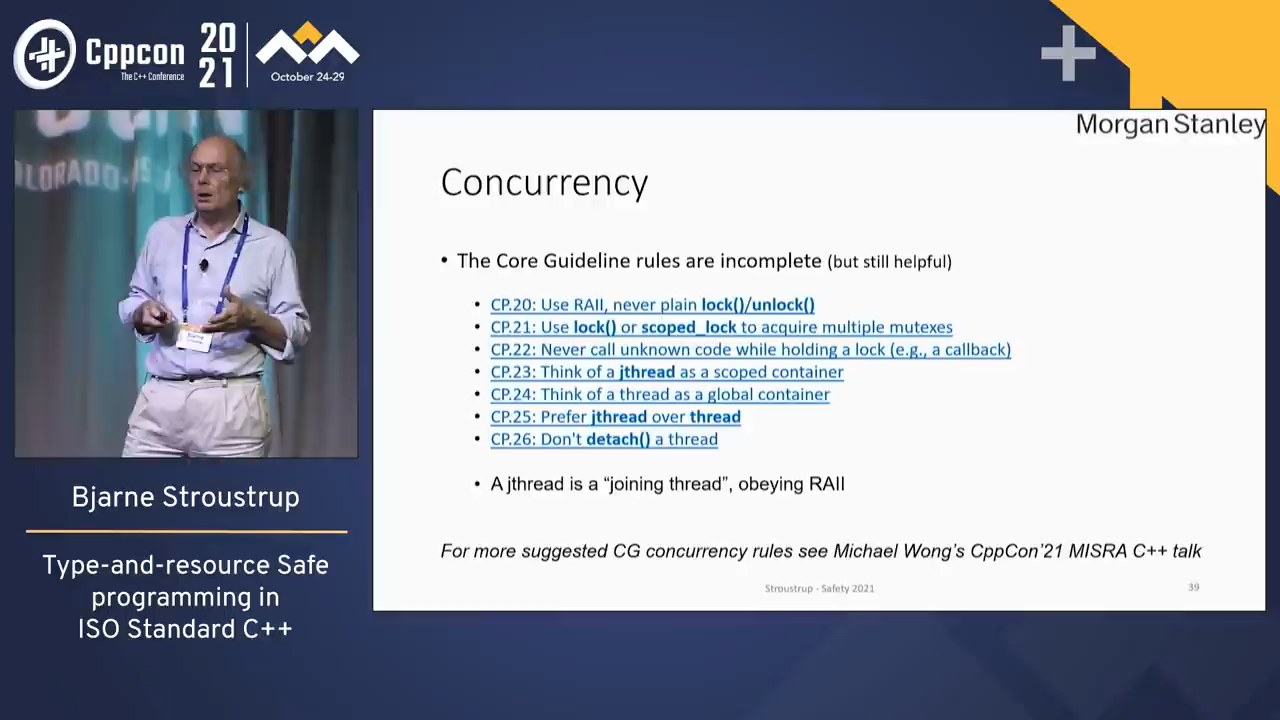 Cppcon
The C++ Conference
20
21
October 24-29
Morgan Stanley
Concurrency
• The Core Guideline rules are incomplete (but still helpful)
• CP.20: Use RAII, never plain lock()/unlock()
• CP.21: Use lock() or scoped_lock to acquire multiple mutexes
• CP.22: Never call unknown code while holding a lock (e.g., a callback)
• CP.23: Think of a jthread as a scoped container
• CP.24: Think of a thread as a global container
• CP.25: Prefer jthread over thread
• CP.26: Don't detach() a thread
• A jthread is a “joining thread”, obeying RAII
For more suggested CG concurrency rules see Michael Wong’s CppCon’21 MISRA C++ talk
Stroustrup - Safety 2021
39
Bjarne
Bjarne Stroustrup
Type-and-resource Safe
programming in
ISO Standard C++